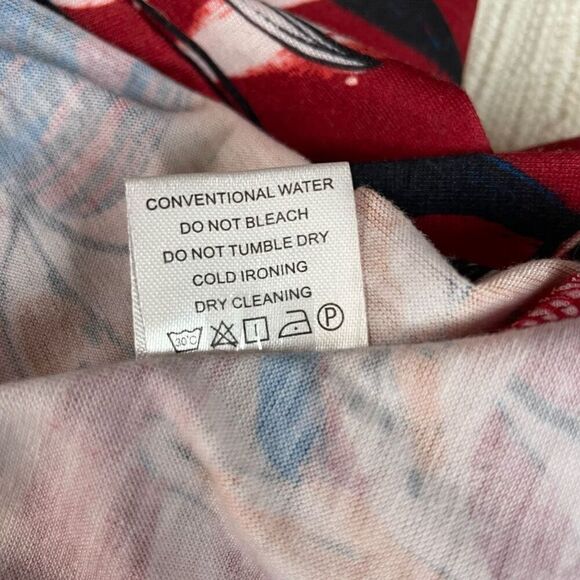 CONVENTIONAL WATER
DO NOT BLEACH
DO NOT TUMBLE DRY
COLD IRONING
DRY CLEANING
30°C P